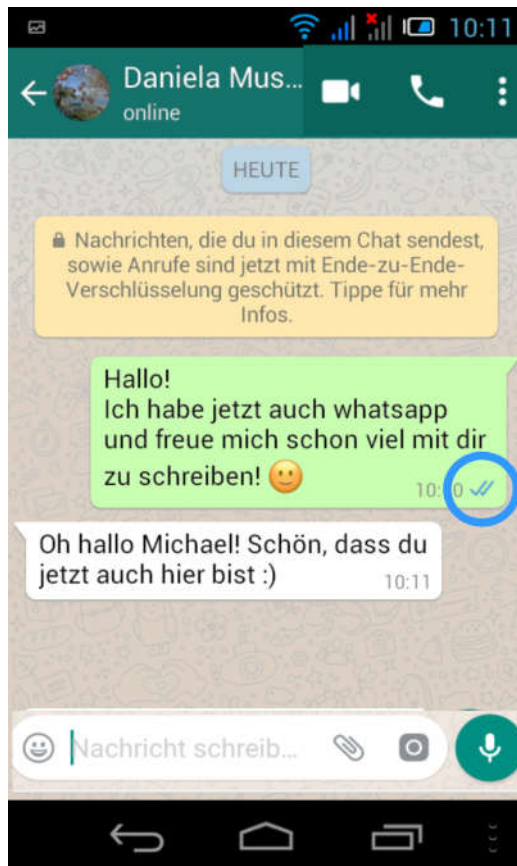 10:11
Daniela Mus...
online
HEUTE
Nachrichten, die du in diesem Chat sendest,
sowie Anrufe sind jetzt mit Ende-zu-Ende-
Verschlüsselung geschützt. Tippe für mehr
Infos.
Hallo!
Ich habe jetzt auch whatsapp
und freue mich schon viel mit dir
zu schreiben! 🙂
Oh hallo Michael! Schön, dass du
jetzt auch hier bist :)
10:11
Nachricht schreib...